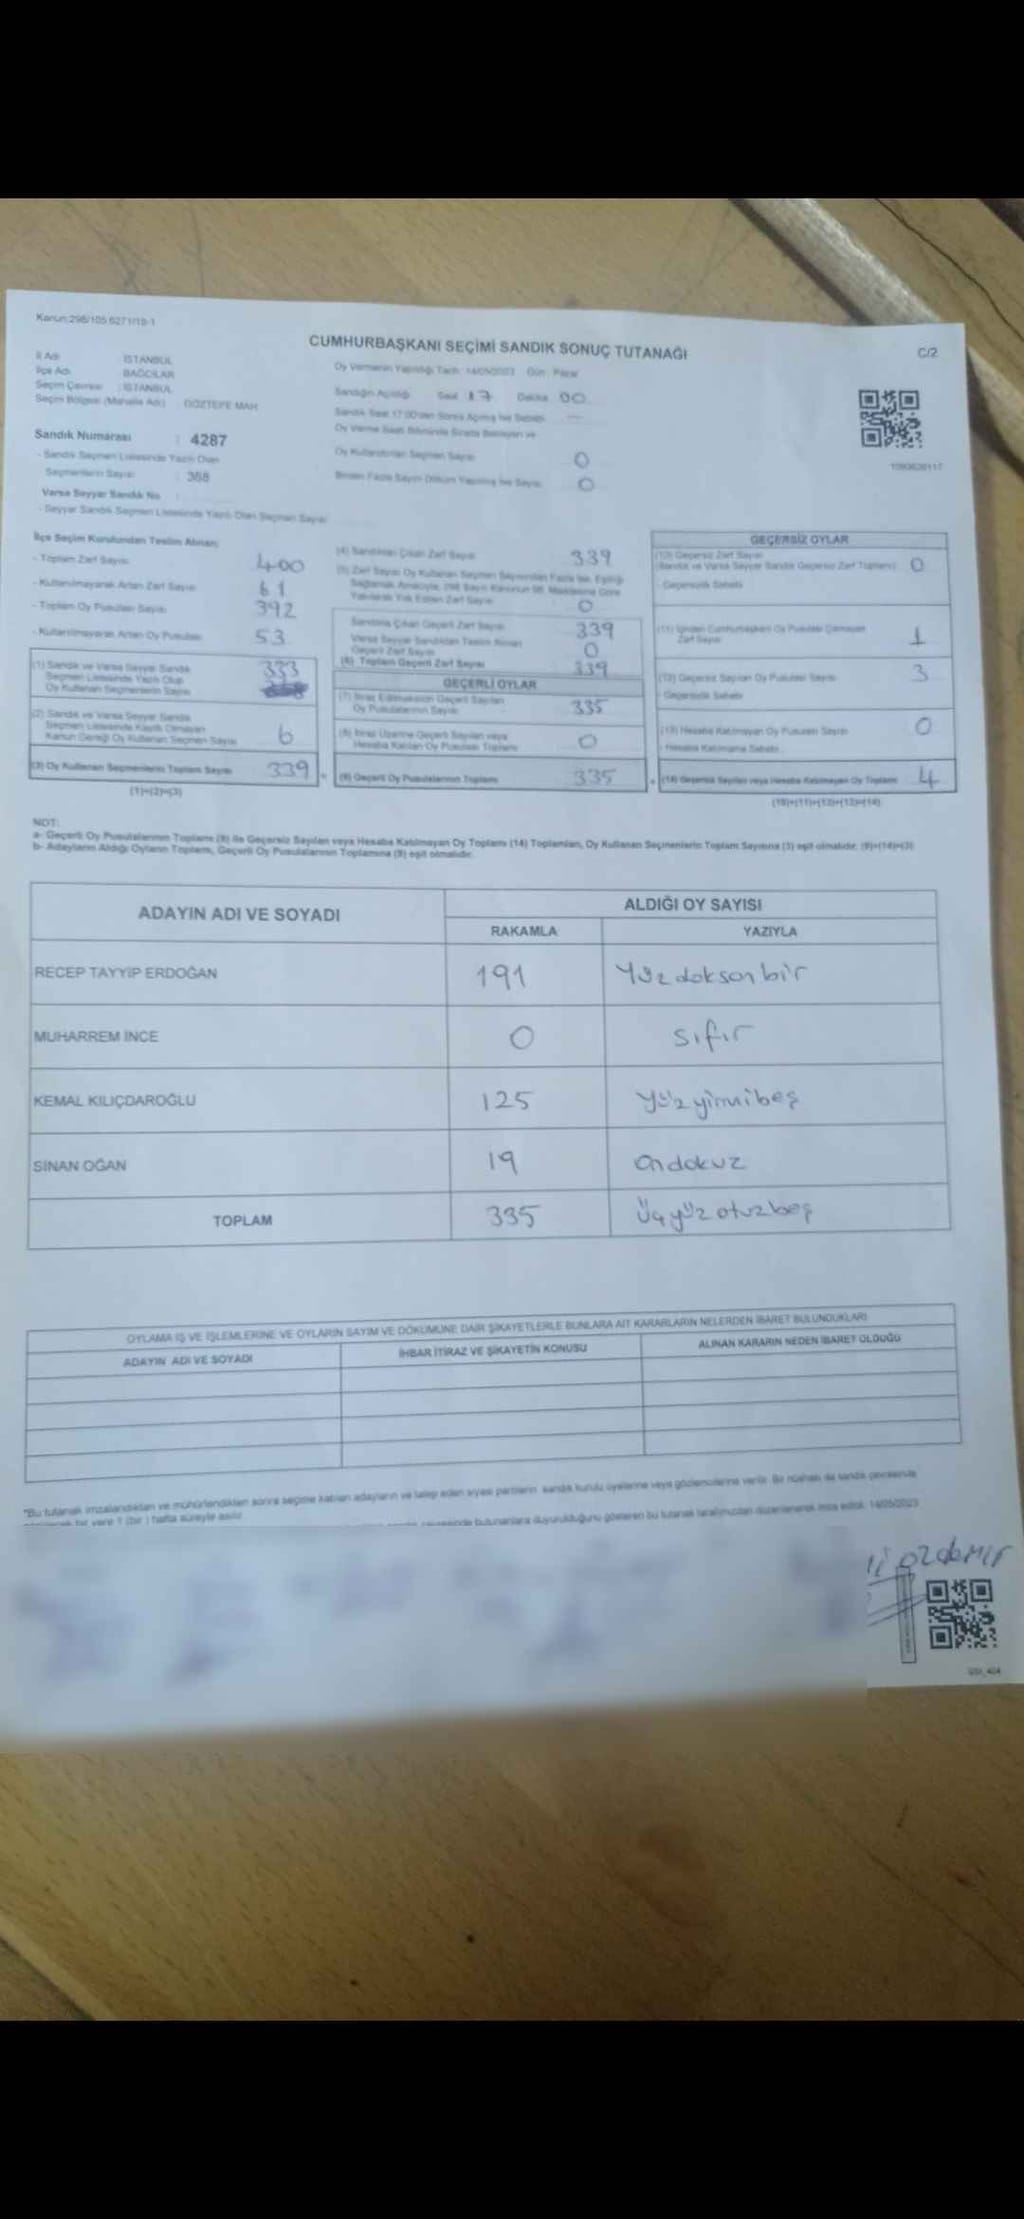 Kanun:298/105 6271/19-1
CUMHURBAŞKANI SEÇİMİ SANDIK SONUÇ TUTANAĞI
C/2
İl Adı : İSTANBUL
İlçe Adı : BAĞCILAR
Seçim Çevresi : İSTANBUL
Seçim Bölgesi (Mahalle Adı) : GÖZTEPE MAH
Sandık Numarası : 4287
- Sandık Seçmen Listesinde Yazılı Olan
Seçmenlerin Sayısı : 368
Varsa Seyyar Sandık No
- Seyyar Sandık Seçmen Listesinde Yazılı Olan Seçmen Sayısı
Oy Vermenin Yapıldığı Tarih: 14/05/2023 Gün: Pazar
Sandığın Açıldığı Saat 17 Dakika 00
Sandık Saat 17.00'den Sonra Açılmış İse Sebebi
Oy Verme Saati Bitiminde Sırada Bekleyen ve
Oy Kullandırılan Seçmen Sayısı 0
Birden Fazla Sayım Döküm Yapılmış İse Sayısı 0
İlçe Seçim Kurulundan Teslim Alınan;
- Toplam Zarf Sayısı 400
- Kullanılmayarak Artan Zarf Sayısı 61
- Toplam Oy Pusulası Sayısı 392
- Kullanılmayarak Artan Oy Pusulası 53
(1) Sandık ve Varsa Seyyar Sandık
Seçmen Listesinde Yazılı Olup
Oy Kullanan Seçmenlerin Sayısı 333
(2) Sandık ve Varsa Seyyar Sandık
Seçmen Listesinde Kayıtlı Olmayan
Kanun Gereği Oy Kullanan Seçmen Sayısı 6
(3) Oy Kullanan Seçmenlerin Toplam Sayısı 339
(1)+(2)=(3)
(4) Sandıktan Çıkan Zarf Sayısı 339
(5) Zarf Sayısı Oy Kullanan Seçmen Sayısından Fazla İse, Eşitliği
Sağlamak Amacıyla, 298 Sayılı Kanunun 98. Maddesine Göre
Yakılarak Yok Edilen Zarf Sayısı 0
Sandıkta Çıkan Geçerli Zarf Sayısı 339
Varsa Seyyar Sandıktan Teslim Alınan
Geçerli Zarf Sayısı 0
(6) Toplam Geçerli Zarf Sayısı 339
GEÇERLİ OYLAR
(7) İtiraz Edilmeksizin Geçerli Sayılan
Oy Pusulalarının Sayısı 335
(8) İtiraz Üzerine Geçerli Sayılan veya
Hesaba Katılan Oy Pusulası Toplamı 0
(9) Geçerli Oy Pusulalarının Toplamı 335
GEÇERSİZ OYLAR
(10) Geçersiz Zarf Sayısı
(Sandık ve Varsa Seyyar Sandık Geçersiz Zarf Toplamı) 0
Geçersizlik Sebebi
(11) İçinden Cumhurbaşkanı Oy Pusulası Çıkmayan
Zarf Sayısı 1
(12) Geçersiz Sayılan Oy Pusulası Sayısı 3
Geçersizlik Sebebi
(13) Hesaba Katılmayan Oy Pusulası Sayısı 0
Hesaba Katılmama Sebebi
(14) Geçersiz Sayılan veya Hesaba Katılmayan Oy Toplamı 4
(10)+(11)+(12)+(13)=(14)
NOT:
a- Geçerli Oy Pusulalarının Toplamı (9) ile Geçersiz Sayılan veya Hesaba Katılmayan Oy Toplamı (14) Toplamları, Oy Kullanan Seçmenlerin Toplam Sayısına (3) eşit olmalıdır. (9)+(14)=(3)
b- Adayların Aldığı Oyların Toplamı, Geçerli Oy Pusulalarının Toplamına (9) eşit olmalıdır.
ADAYIN ADI VE SOYADI
ALDIĞI OY SAYISI
RAKAMLA YAZIYLA
RECEP TAYYİP ERDOĞAN 191 Yüzdoksanbir
MUHARREM İNCE 0 sıfır
KEMAL KILIÇDAROĞLU 125 yüzyirmibeş
SİNAN OĞAN 19 Ondokuz
TOPLAM 335 Üçyüzotuzbeş
OYLAMA İŞ VE İŞLEMLERİNE VE OYLARIN SAYIM VE DÖKÜMÜNE DAİR ŞİKAYETLERLE BUNLARA AİT KARARLARIN NELERDEN İBARET BULUNDUKLARI
ADAYIN ADI VE SOYADI
İHBAR İTİRAZ VE ŞİKAYETİN KONUSU
ALINAN KARARIN NEDEN İBARET OLDUĞU
*Bu tutanak imzalandıktan ve mühürlendikten sonra seçime katılan adayların ve talep eden siyasi partilerin sandık kurulu üyelerine veya gözlemcilerine verilir. Bir nüshası da sandık çevresinde
bir yere 1 (bir) hafta süreyle asılır.
bulunanlara duyurulduğunu gösteren bu tutanak tarafımızdan düzenlenerek imza edildi. 14/05/2023
özdemir